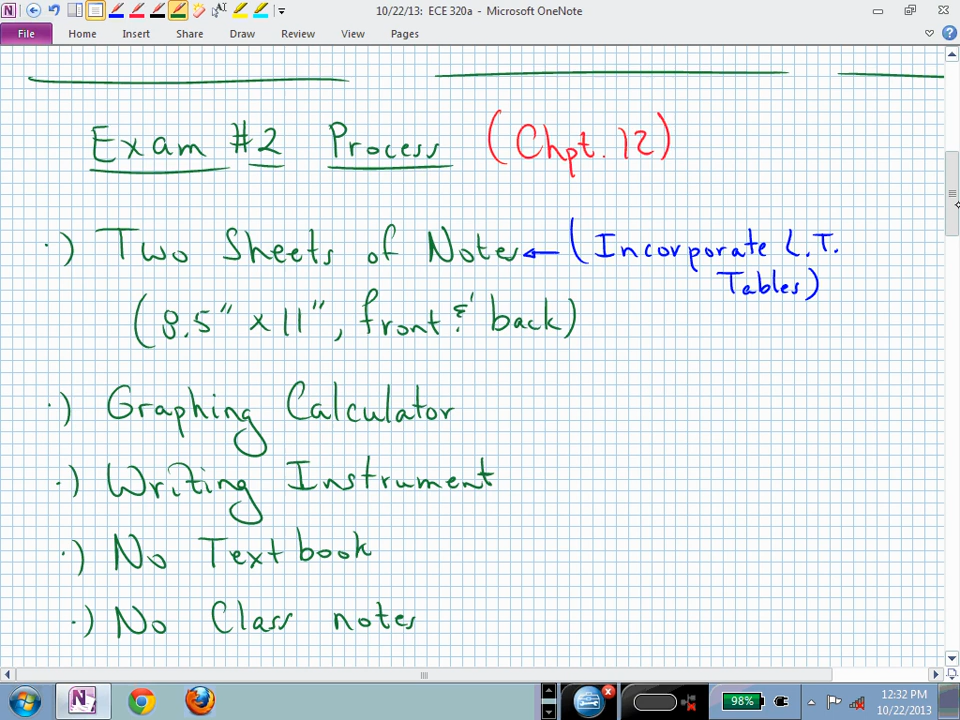 10/22/13: ECE 320a - Microsoft OneNote
File Home Insert Share Draw Review View Pages
Exam #2 Process (Chpt. 12)
·) Two Sheets of Notes ← (Incorporate L.T.
Tables)
(8.5" x 11", front & back)
·) Graphing Calculator
·) Writing Instrument
·) No Textbook
·) No Class notes
98%
12:32 PM
10/22/2013